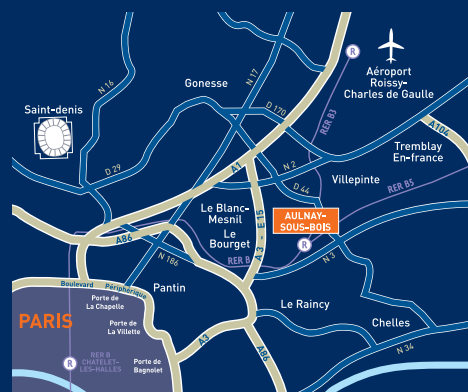 R
N 17
Gonesse
Aéroport
Roissy-
Charles de Gaulle
N 16
D 170
RER B3
Saint-denis
A104
Tremblay
En-france
D 29
A1
N 2
Villepinte
RER B5
D 44
Le Blanc-
Mesnil
Le
Bourget
AULNAY-
SOUS-BOIS
A86
A3 - E15
R
N 186
RER B
N 3
Boulevard Périphérique
Pantin
Porte de
La Chapelle
Le Raincy
PARIS
Porte de
La Villette
Chelles
A3
A86
N 34
R
RER B
CHATELET-
LES-HALLES
Porte de
Bagnolet